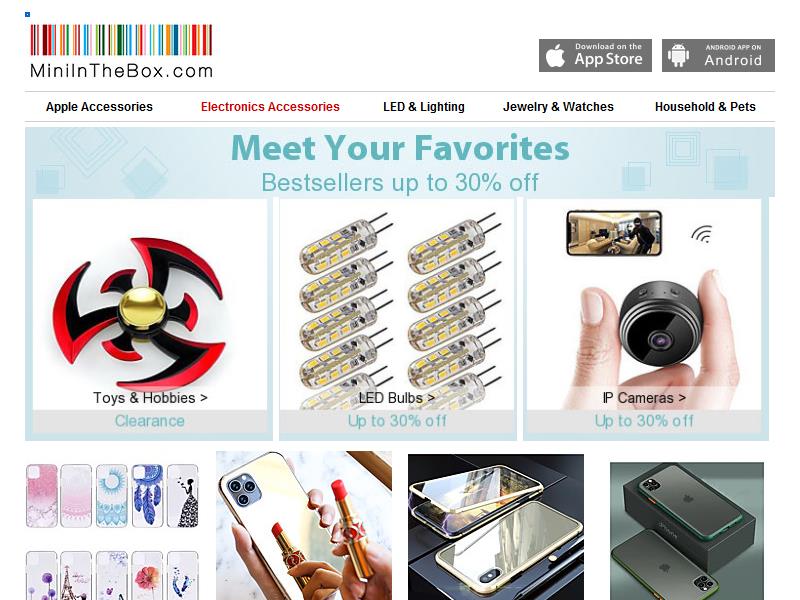 MiniInTheBox.com
Download on the
App Store
ANDROID APP ON
Android
Apple Accessories
Electronics Accessories
LED & Lighting
Jewelry & Watches
Household & Pets
Meet Your Favorites
Bestsellers up to 30% off
Toys & Hobbies >
LED Bulbs >
IP Cameras >
Clearance
Up to 30% off
Up to 30% off